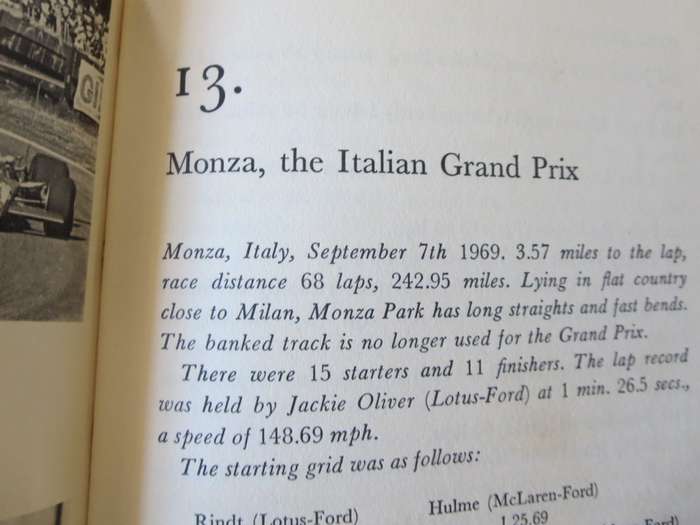 13.
Monza, the Italian Grand Prix
Monza, Italy, September 7th 1969. 3.57 miles to the lap,
race distance 68 laps, 242.95 miles. Lying in flat country
close to Milan, Monza Park has long straights and fast bends.
The banked track is no longer used for the Grand Prix.
There were 15 starters and 11 finishers. The lap record
was held by Jackie Oliver (Lotus-Ford) at 1 min. 26.5 secs.,
a speed of 148.69 mph.
The starting grid was as follows:
Rindt (Lotus-Ford) Hulme (McLaren-Ford)
1.25.69